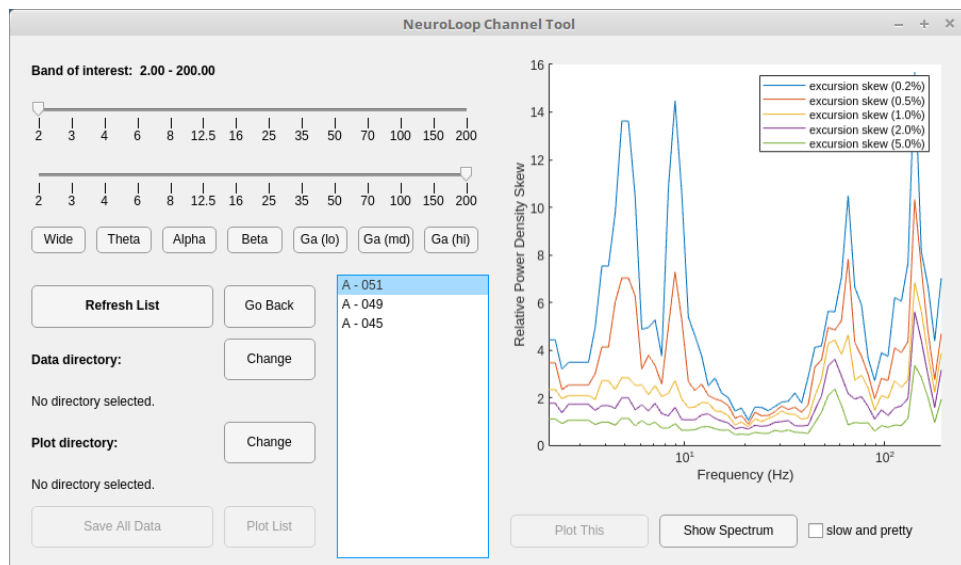 NeuroLoop Channel Tool
Band of interest: 2.00 - 200.00
2 3 4 6 8 12.5 16 25 35 50 70 100 150 200
2 3 4 6 8 12.5 16 25 35 50 70 100 150 200
Wide Theta Alpha Beta Ga (lo) Ga (md) Ga (hi)
Refresh List Go Back
Data directory: Change
No directory selected.
Plot directory: Change
No directory selected.
Save All Data Plot List
A - 051
A - 049
A - 045
Relative Power Density Skew
16
14
12
10
8
6
4
2
0
excursion skew (0.2%)
excursion skew (0.5%)
excursion skew (1.0%)
excursion skew (2.0%)
excursion skew (5.0%)
10¹ 10²
Frequency (Hz)
Plot This Show Spectrum slow and pretty